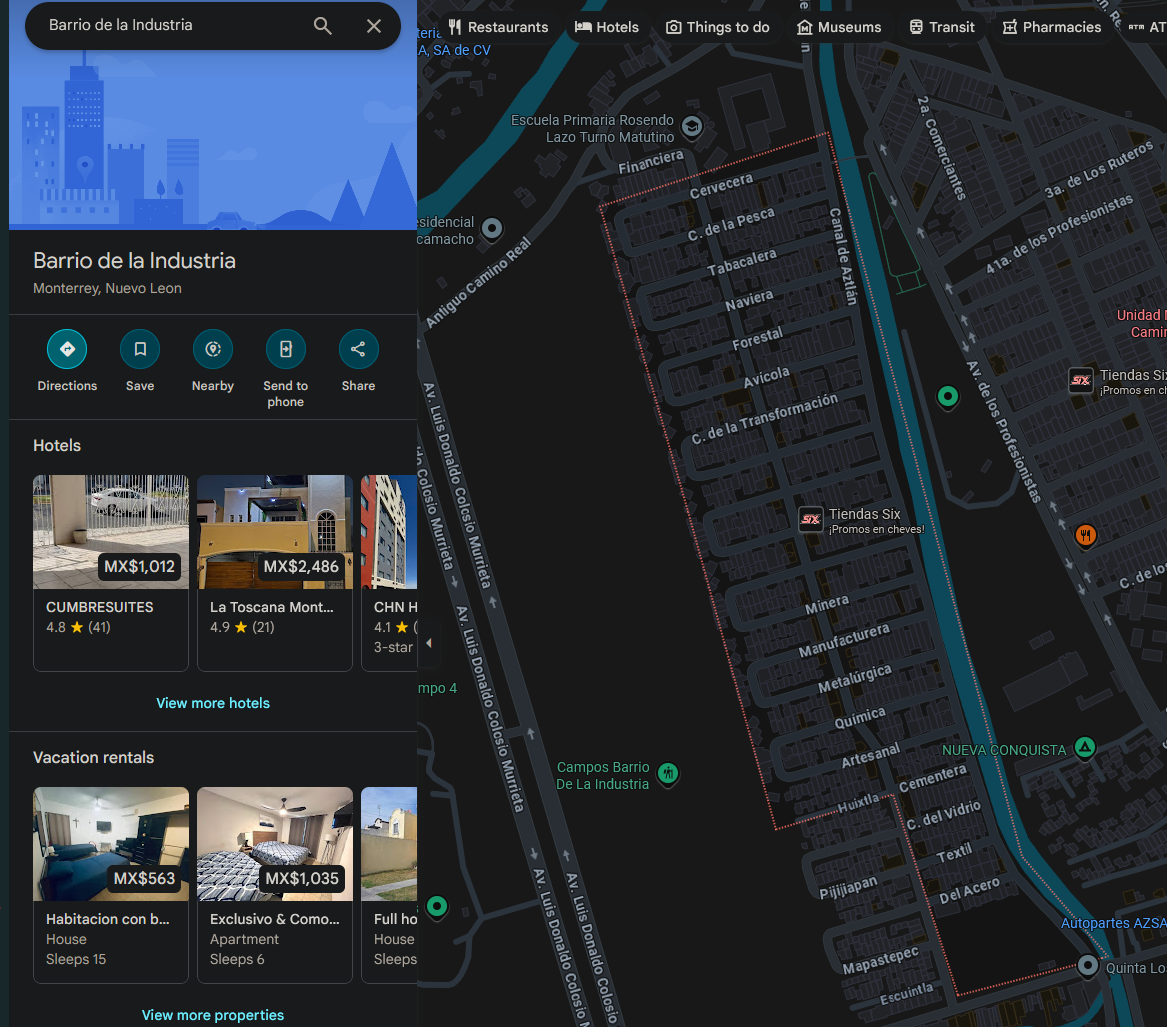 Barrio de la Industria
Barrio de la Industria
Monterrey, Nuevo Leon
Directions
Save
Nearby
Send to
phone
Share
Hotels
MX$1,012
CUMBRESUITES
4.8 ★ (41)
MX$2,486
La Toscana Mont...
4.9 ★ (21)
CHN H
4.1 ★ (
3-star
View more hotels
Vacation rentals
MX$563
Habitacion con b...
House
Sleeps 15
MX$1,035
Exclusivo & Como...
Apartment
Sleeps 6
Full ho
House
Sleeps
View more properties
Restaurants
Hotels
Things to do
Museums
Transit
Pharmacies
AT
A, SA de CV
Escuela Primaria Rosendo
Lazo Turno Matutino
Financiera
Cervecera
C. de la Pesca
Tabacalera
Naviera
Forestal
Avícola
C. de la Transformación
Canal de Aztlán
2a. Comerciantes
3a. de Los Ruteros
41a. de los Profesionistas
esidencial
camacho
Antiguo Camino Real
Unidad
Camin
Tiendas Six
¡Promos en ch
Av. de los Profesionistas
Av. Luis Donaldo Colosio Murrieta
do Colosio Murrieta
Tiendas Six
¡Promos en cheves!
C. de los
Minera
Manufacturera
Metalúrgica
Química
Artesanal
Av. Luis Donaldo Colosio Murrieta
mpo 4
NUEVA CONQUISTA
Campos Barrio
De La Industria
Cementera
Huixtla
C. del Vidrio
Textil
Pijijiapan
Del Acero
Autopartes AZSA
Av. Luis Donaldo Colosio M
Av. Luis Donaldo Colosio
Mapastepec
Quinta Lo
Escuintla